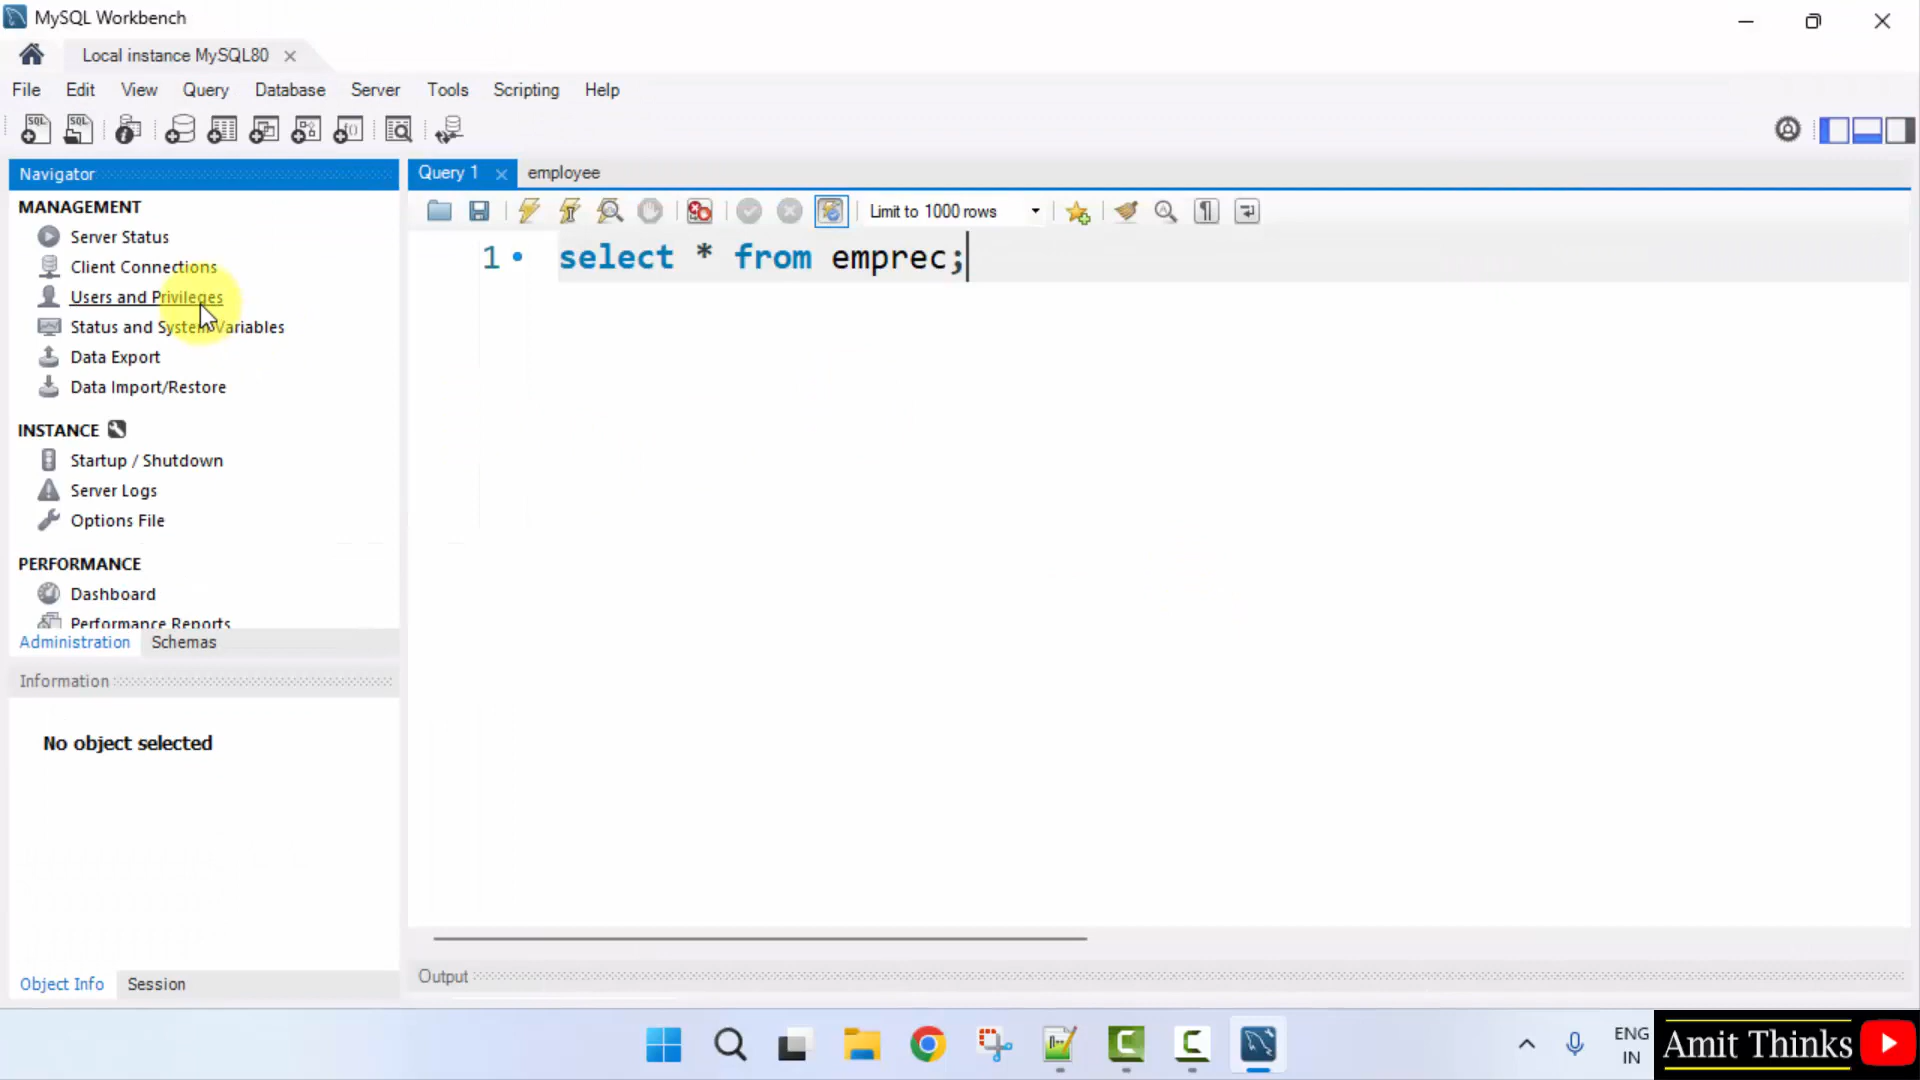 MySQL Workbench
Local instance MySQL80
File Edit View Query Database Server Tools Scripting Help
SQL SQL
Navigator
Query 1 employee
MANAGEMENT
Limit to 1000 rows
Server Status
1 select * from emprec;
Client Connections
Users and Privileges
Status and System Variables
Data Export
Data Import/Restore
INSTANCE
Startup / Shutdown
Server Logs
Options File
PERFORMANCE
Dashboard
Performance Reports
Administration Schemas
Information
No object selected
Object Info Session
Output
ENG
IN
Amit Thinks